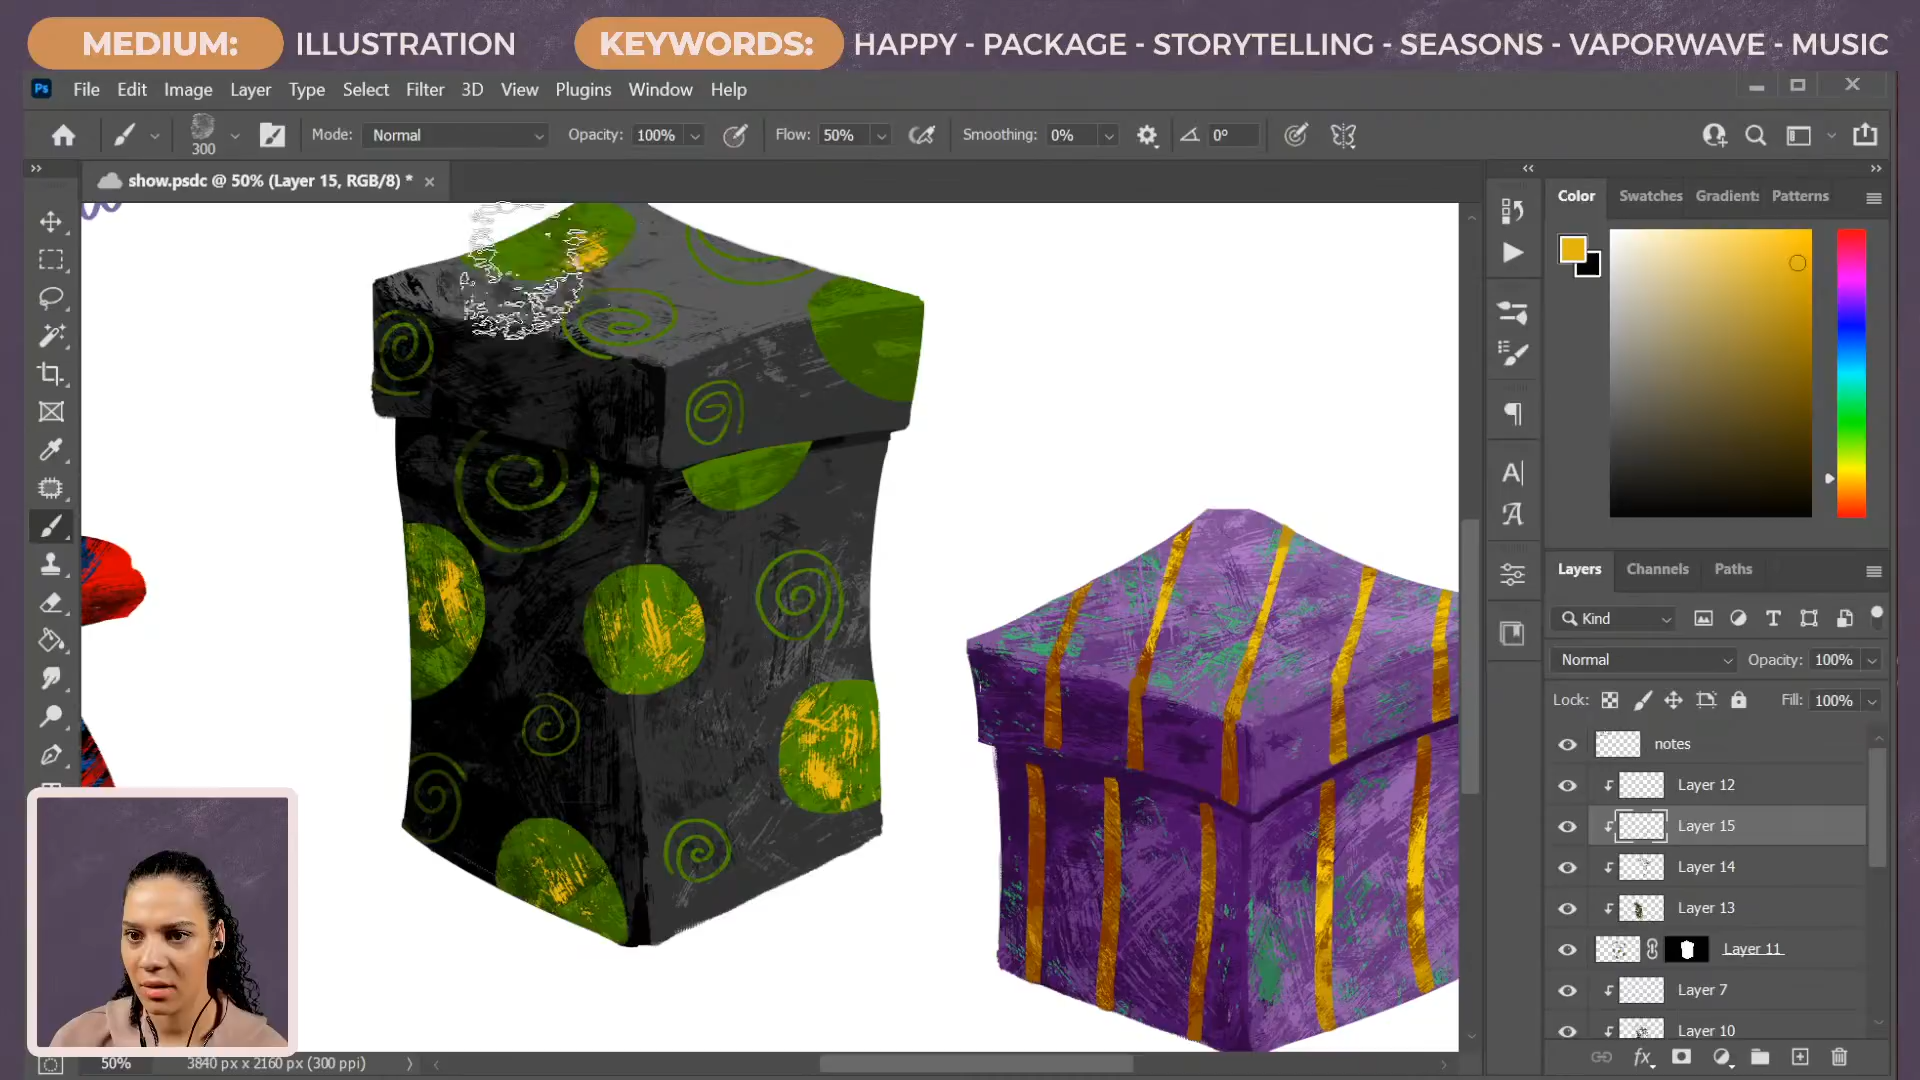 MEDIUM: ILLUSTRATION KEYWORDS: HAPPY - PACKAGE - STORYTELLING - SEASONS - VAPORWAVE - MUSIC
Ps File Edit Image Layer Type Select Filter 3D View Plugins Window Help
300 Mode: Normal Opacity: 100% Flow: 50% Smoothing: 0% 0°
show.psdc @ 50% (Layer 15, RGB/8) *
Color Swatches Gradients Patterns
Layers Channels Paths
Kind
Normal Opacity: 100%
Lock: Fill: 100%
notes
Layer 12
Layer 15
Layer 14
Layer 13
Layer 11
Layer 7
Layer 10
50% 3840 px x 2160 px (300 ppi)
fx